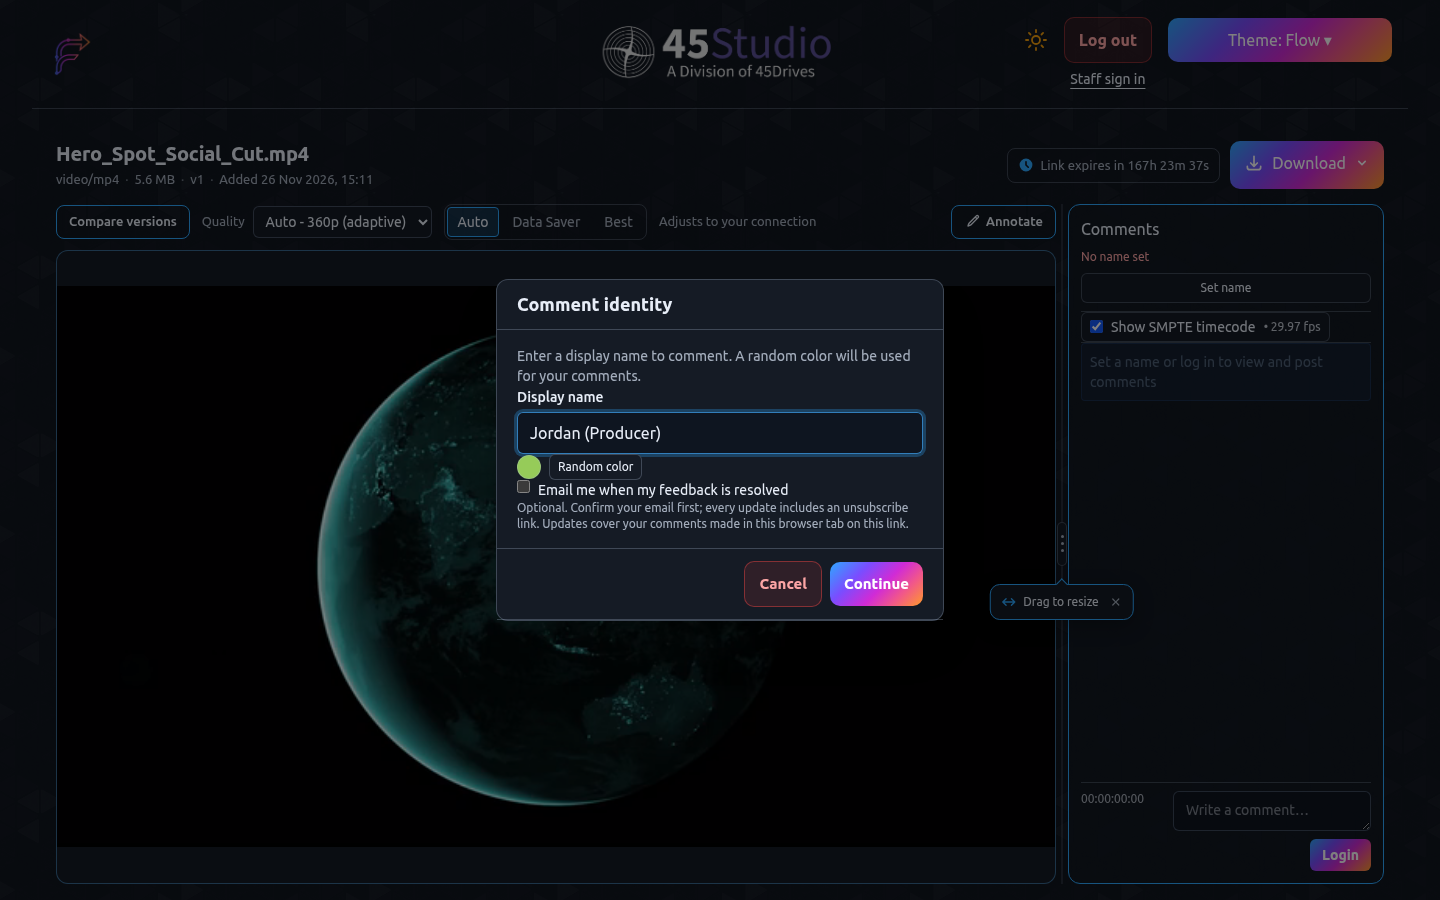 45Studio
A Division of 45Drives
Log out
Staff sign in
Theme: Flow ▾
Hero_Spot_Social_Cut.mp4
video/mp4 · 5.6 MB · v1 · Added 26 Nov 2026, 15:11
Link expires in 167h 23m 37s
Download
Compare versions
Quality
Auto - 360p (adaptive)
Auto
Data Saver
Best
Adjusts to your connection
Annotate
Comments
No name set
Set name
Show SMPTE timecode • 29.97 fps
Set a name or log in to view and post
comments
Comment identity
Enter a display name to comment. A random color will be used
for your comments.
Display name
Jordan (Producer)
Random color
Email me when my feedback is resolved
Optional. Confirm your email first; every update includes an unsubscribe
link. Updates cover your comments made in this browser tab on this link.
Cancel
Continue
Drag to resize ×
00:00:00:00
Write a comment...
Login